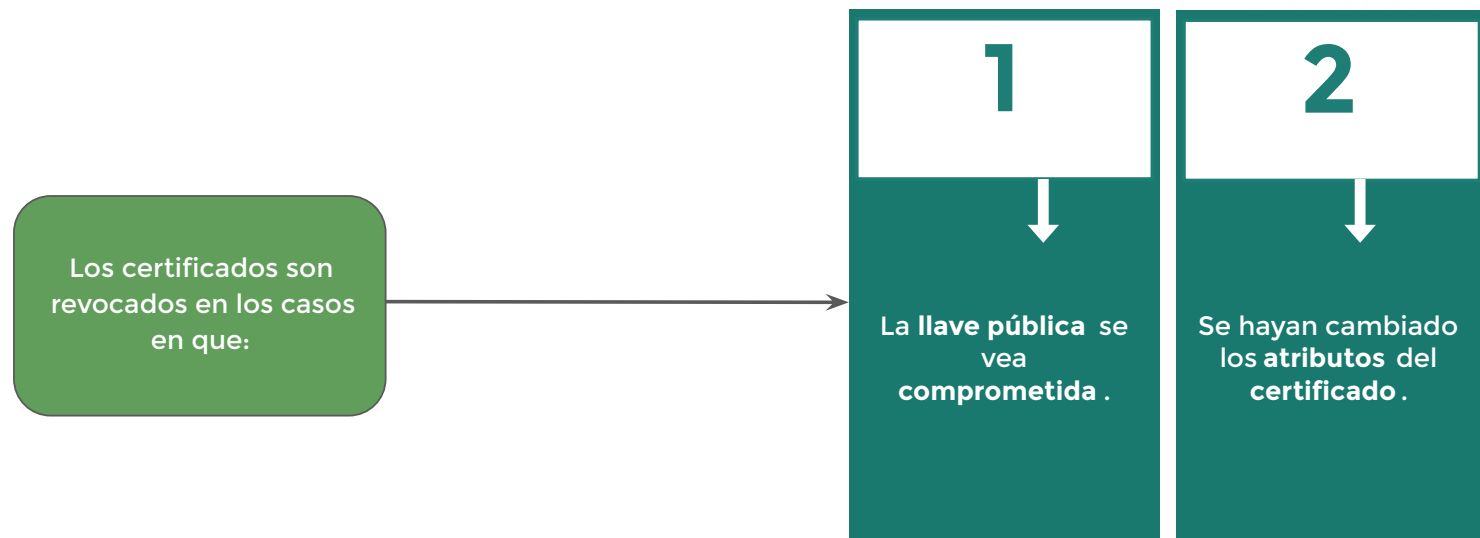 Los certificados son
revocados en los casos
en que:
1
La llave pública se
vea
comprometida .
2
Se hayan cambiado
los atributos del
certificado .